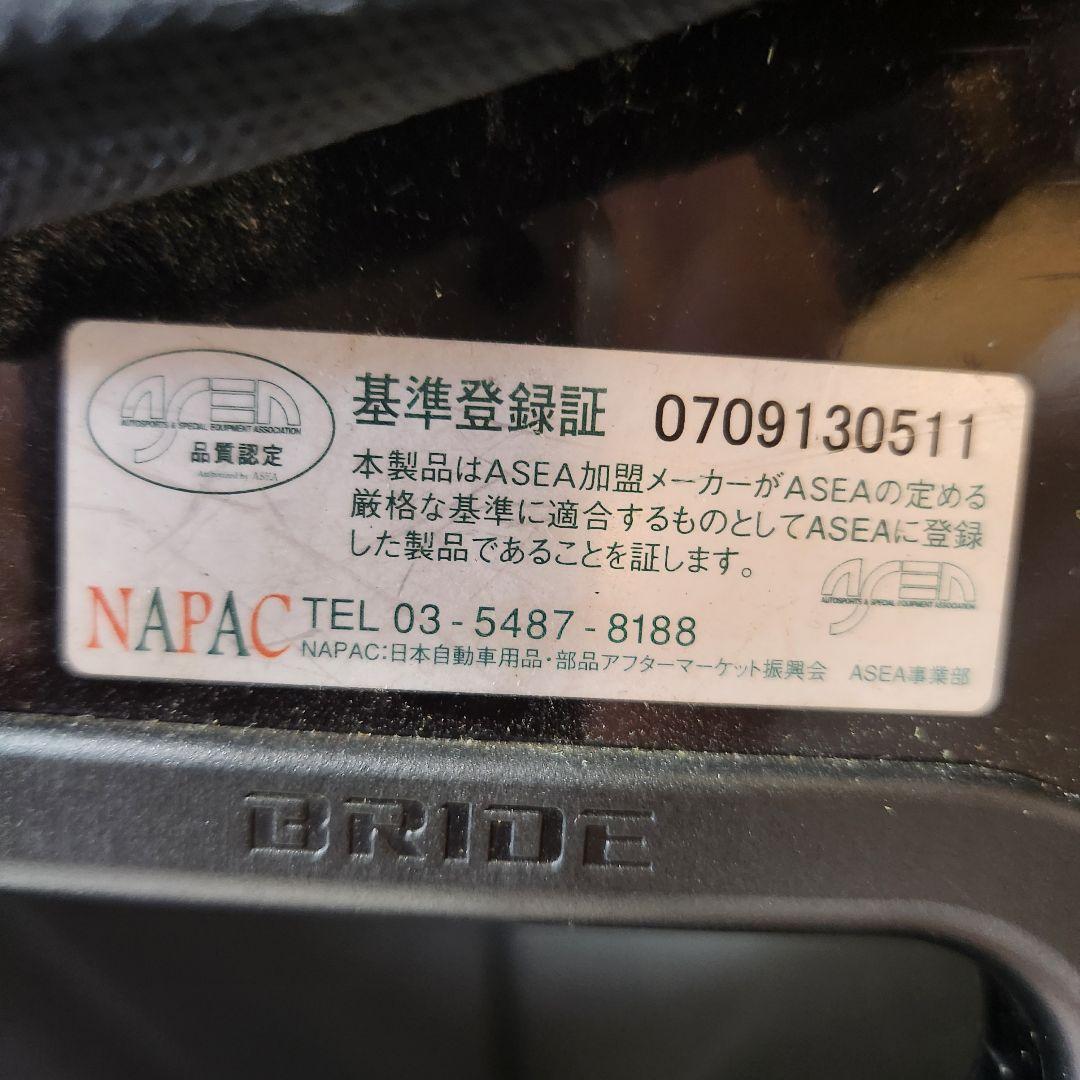 ASEA
AUTOSPORTS & SPECIAL EQUIPMENT ASSOCIATION
品質認定
Authorized by ASEA
基準登録証 0709130511
本製品はASEA加盟メーカーがASEAの定める
厳格な基準に適合するものとしてASEAに登録
した製品であることを証します。
ASEA
AUTOSPORTS & SPECIAL EQUIPMENT ASSOCIATION
NAPAC TEL 03-5487-8188
NAPAC:日本自動車用品・部品アフターマーケット振興会 ASEA事業部
BRIDE